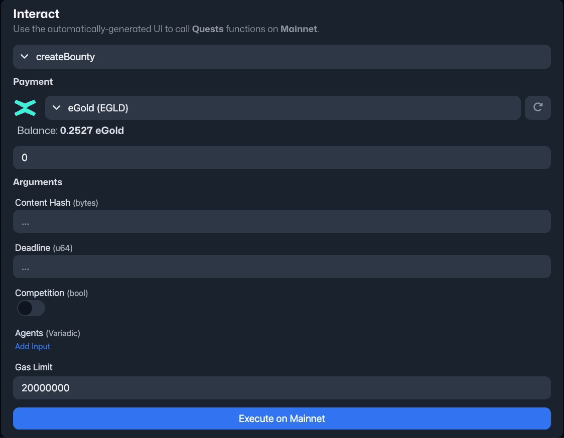 Interact
Use the automatically-generated UI to call Quests functions on Mainnet.
createBounty
Payment
eGold (EGLD)
Balance: 0.2527 eGold
0
Arguments
Content Hash (bytes)
...
Deadline (u64)
...
Competition (bool)
Agents (Variadic)
Add Input
Gas Limit
20000000
Execute on Mainnet